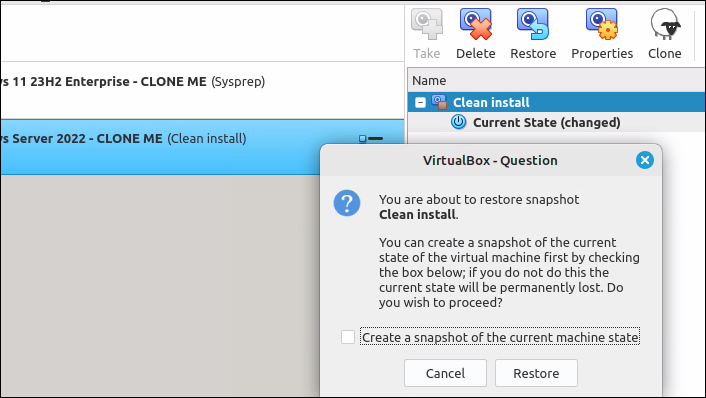 Take Delete Restore Properties Clone
Name
s 11 23H2 Enterprise - CLONE ME (Sysprep)
Clean install
Current State (changed)
s Server 2022 - CLONE ME (Clean install)
VirtualBox - Question
You are about to restore snapshot
Clean install.
You can create a snapshot of the current
state of the virtual machine first by checking
the box below; if you do not do this the
current state will be permanently lost. Do
you wish to proceed?
Create a snapshot of the current machine state
Cancel Restore